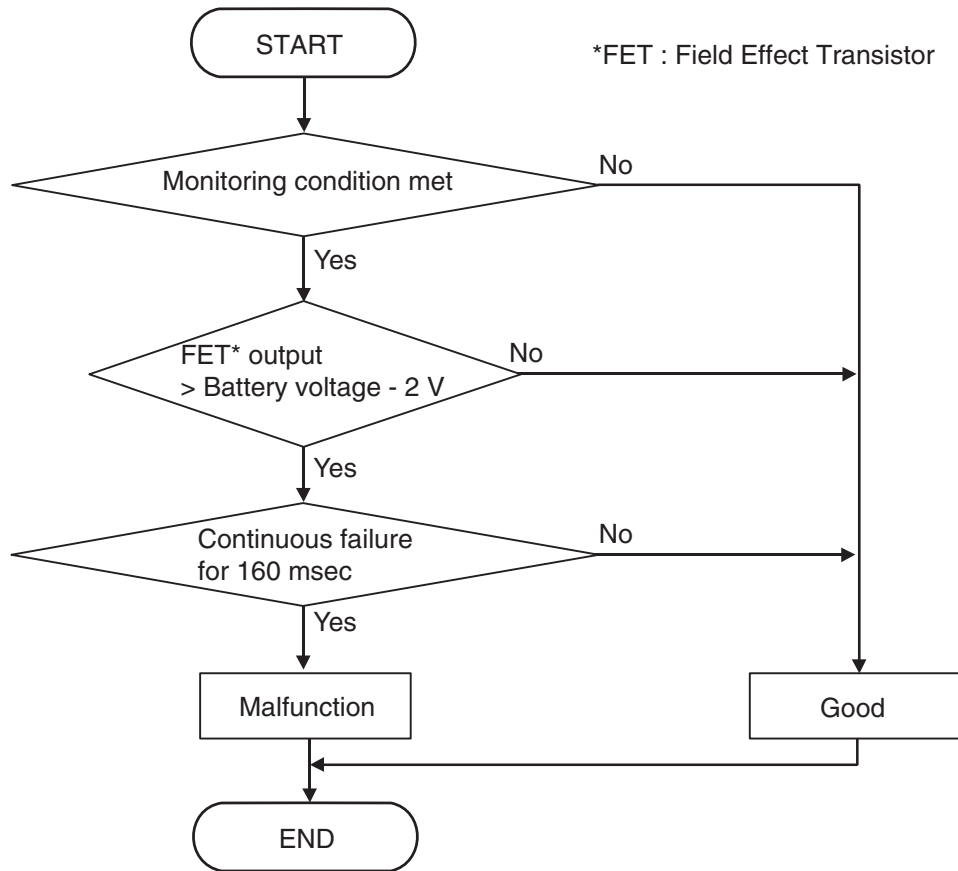 START
*FET : Field Effect Transistor
Monitoring condition met
No
Yes
FET* output
> Battery voltage - 2 V
No
Yes
Continuous failure
for 160 msec
No
Yes
Malfunction
Good
END